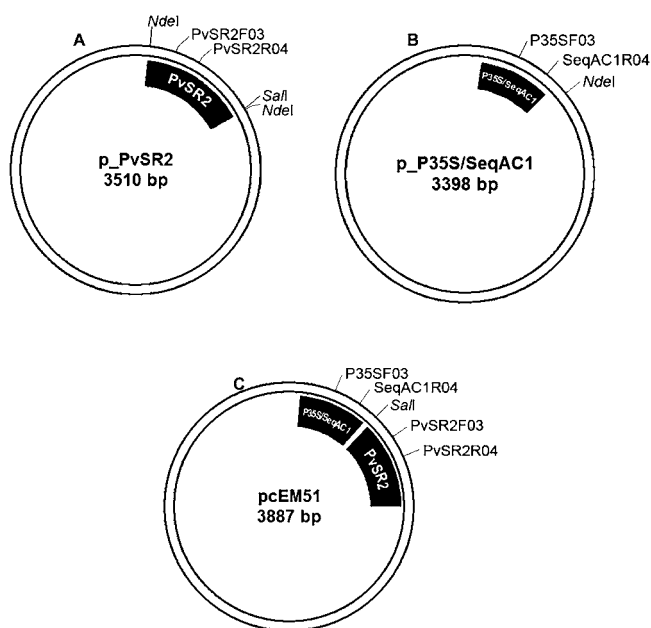 A
NdeI
PvSR2F03
PvSR2R04
PvSR2
SalI
NdeI
p_PvSR2
3510 bp
B
P35SF03
SeqAC1R04
NdeI
P35S/SeqAC1
p_P35S/SeqAC1
3398 bp
C
P35SF03
SeqAC1R04
SalI
PvSR2F03
PvSR2R04
P35S/SeqAC1
PvSR2
pcEM51
3887 bp